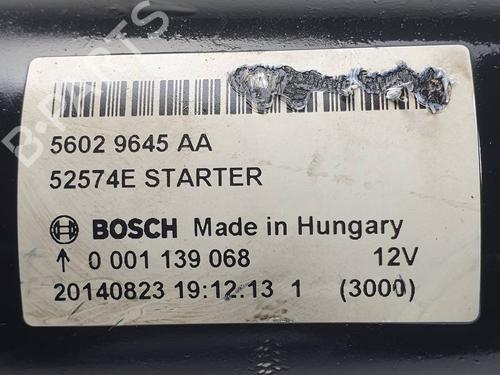 B-PARTS
5602 9645 AA
52574E STARTER
BOSCH Made in Hungary
↑ 0 001 139 068 12V
20140823 19:12.13 1 (3000)